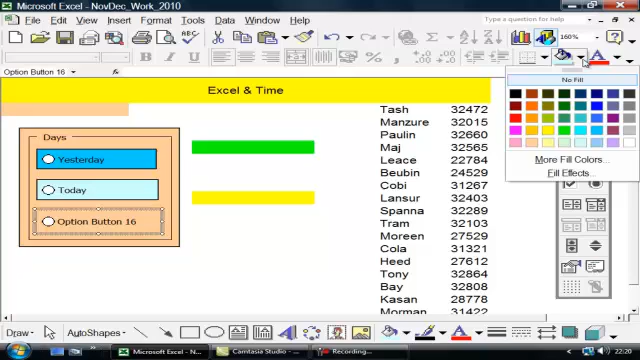 Microsoft Excel - NovDec_Work_2010
File Edit View Insert Format Tools Data Window Help
Type a question for help
160%
Option Button 16
No Fill
More Fill Colors...
Fill Effects...
Excel & Time
Days
Yesterday
Today
Option Button 16
Tash 32472
Manzure 32015
Paulin 32660
Maj 32565
Leace 22784
Beubin 24529
Cobi 31267
Lansur 32403
Spanna 32289
Tram 32103
Moreen 27529
Cola 31321
Heed 27612
Tony 32864
Bay 32808
Kasan 28778
Morman 31441
Draw AutoShapes
Microsoft Excel - No...
Camtasia Studio - ...
Recording...
22:20